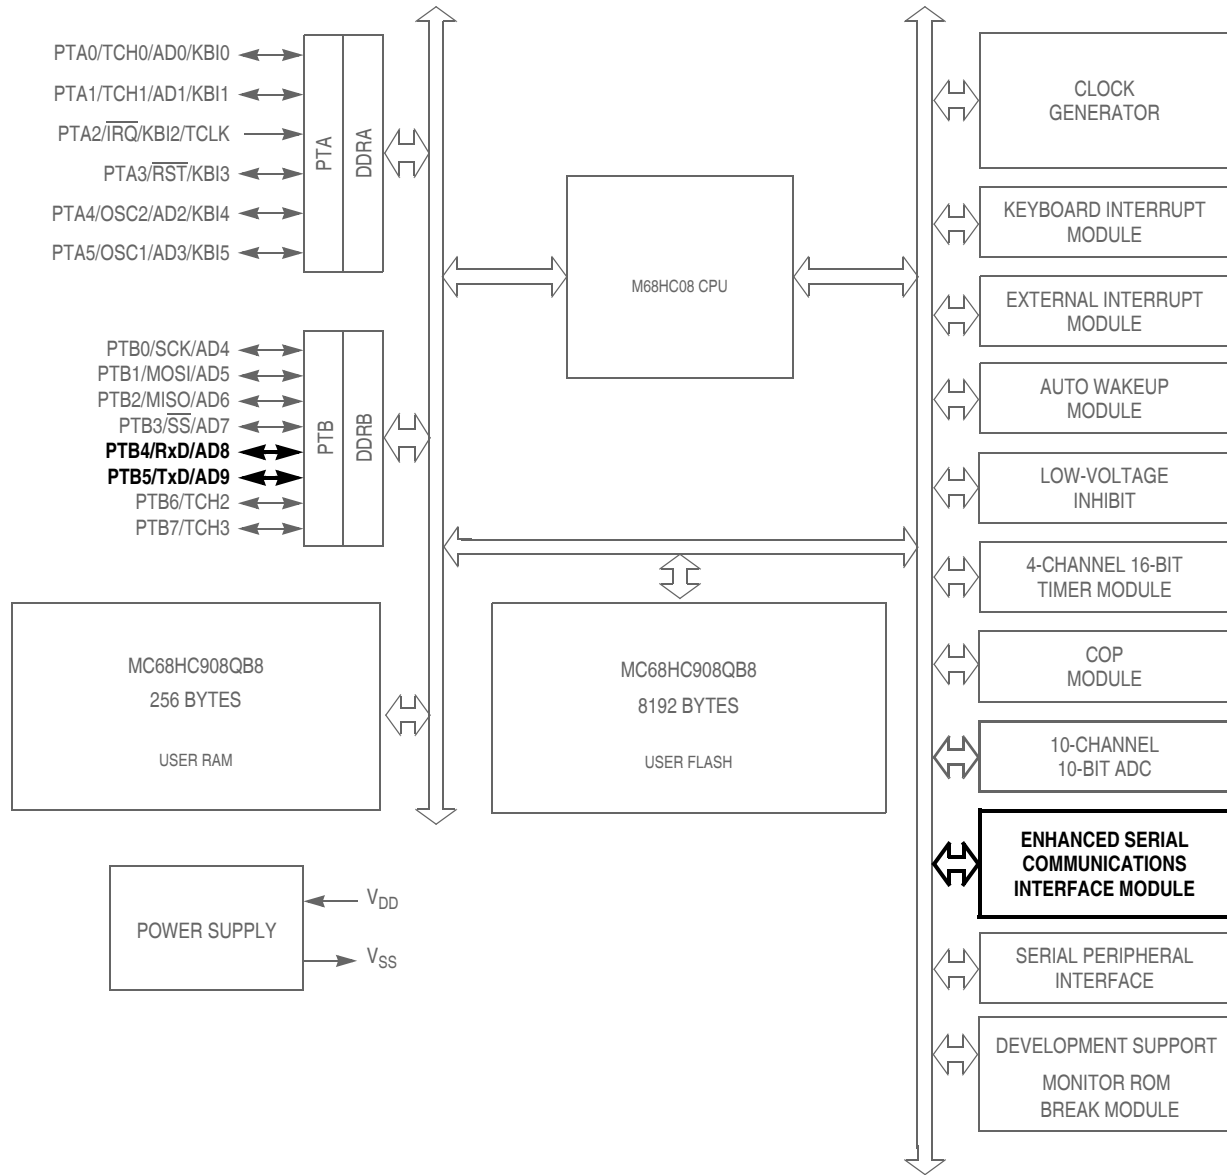 PTA0/TCH0/AD0/KBI0
PTA1/TCH1/AD1/KBI1
PTA2/IRQ/KBI2/TCLK
PTA3/RST/KBI3
PTA4/OSC2/AD2/KBI4
PTA5/OSC1/AD3/KBI5
PTA
DDRA
PTB0/SCK/AD4
PTB1/MOSI/AD5
PTB2/MISO/AD6
PTB3/SS/AD7
PTB4/RxD/AD8
PTB5/TxD/AD9
PTB6/TCH2
PTB7/TCH3
PTB
DDRB
M68HC08 CPU
MC68HC908QB8
256 BYTES
USER RAM
MC68HC908QB8
8192 BYTES
USER FLASH
POWER SUPPLY
VDD
VSS
CLOCK
GENERATOR
KEYBOARD INTERRUPT
MODULE
EXTERNAL INTERRUPT
MODULE
AUTO WAKEUP
MODULE
LOW-VOLTAGE
INHIBIT
4-CHANNEL 16-BIT
TIMER MODULE
COP
MODULE
10-CHANNEL
10-BIT ADC
ENHANCED SERIAL
COMMUNICATIONS
INTERFACE MODULE
SERIAL PERIPHERAL
INTERFACE
DEVELOPMENT SUPPORT
MONITOR ROM
BREAK MODULE